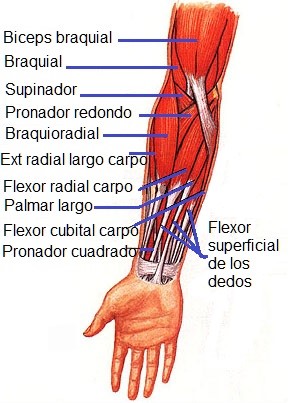 Biceps braquial
Braquial
Supinador
Pronador redondo
Braquioradial
Ext radial largo carpo
Flexor radial carpo
Palmar largo
Flexor cubital carpo
Pronador cuadrado
Flexor
superficial
de los
dedos